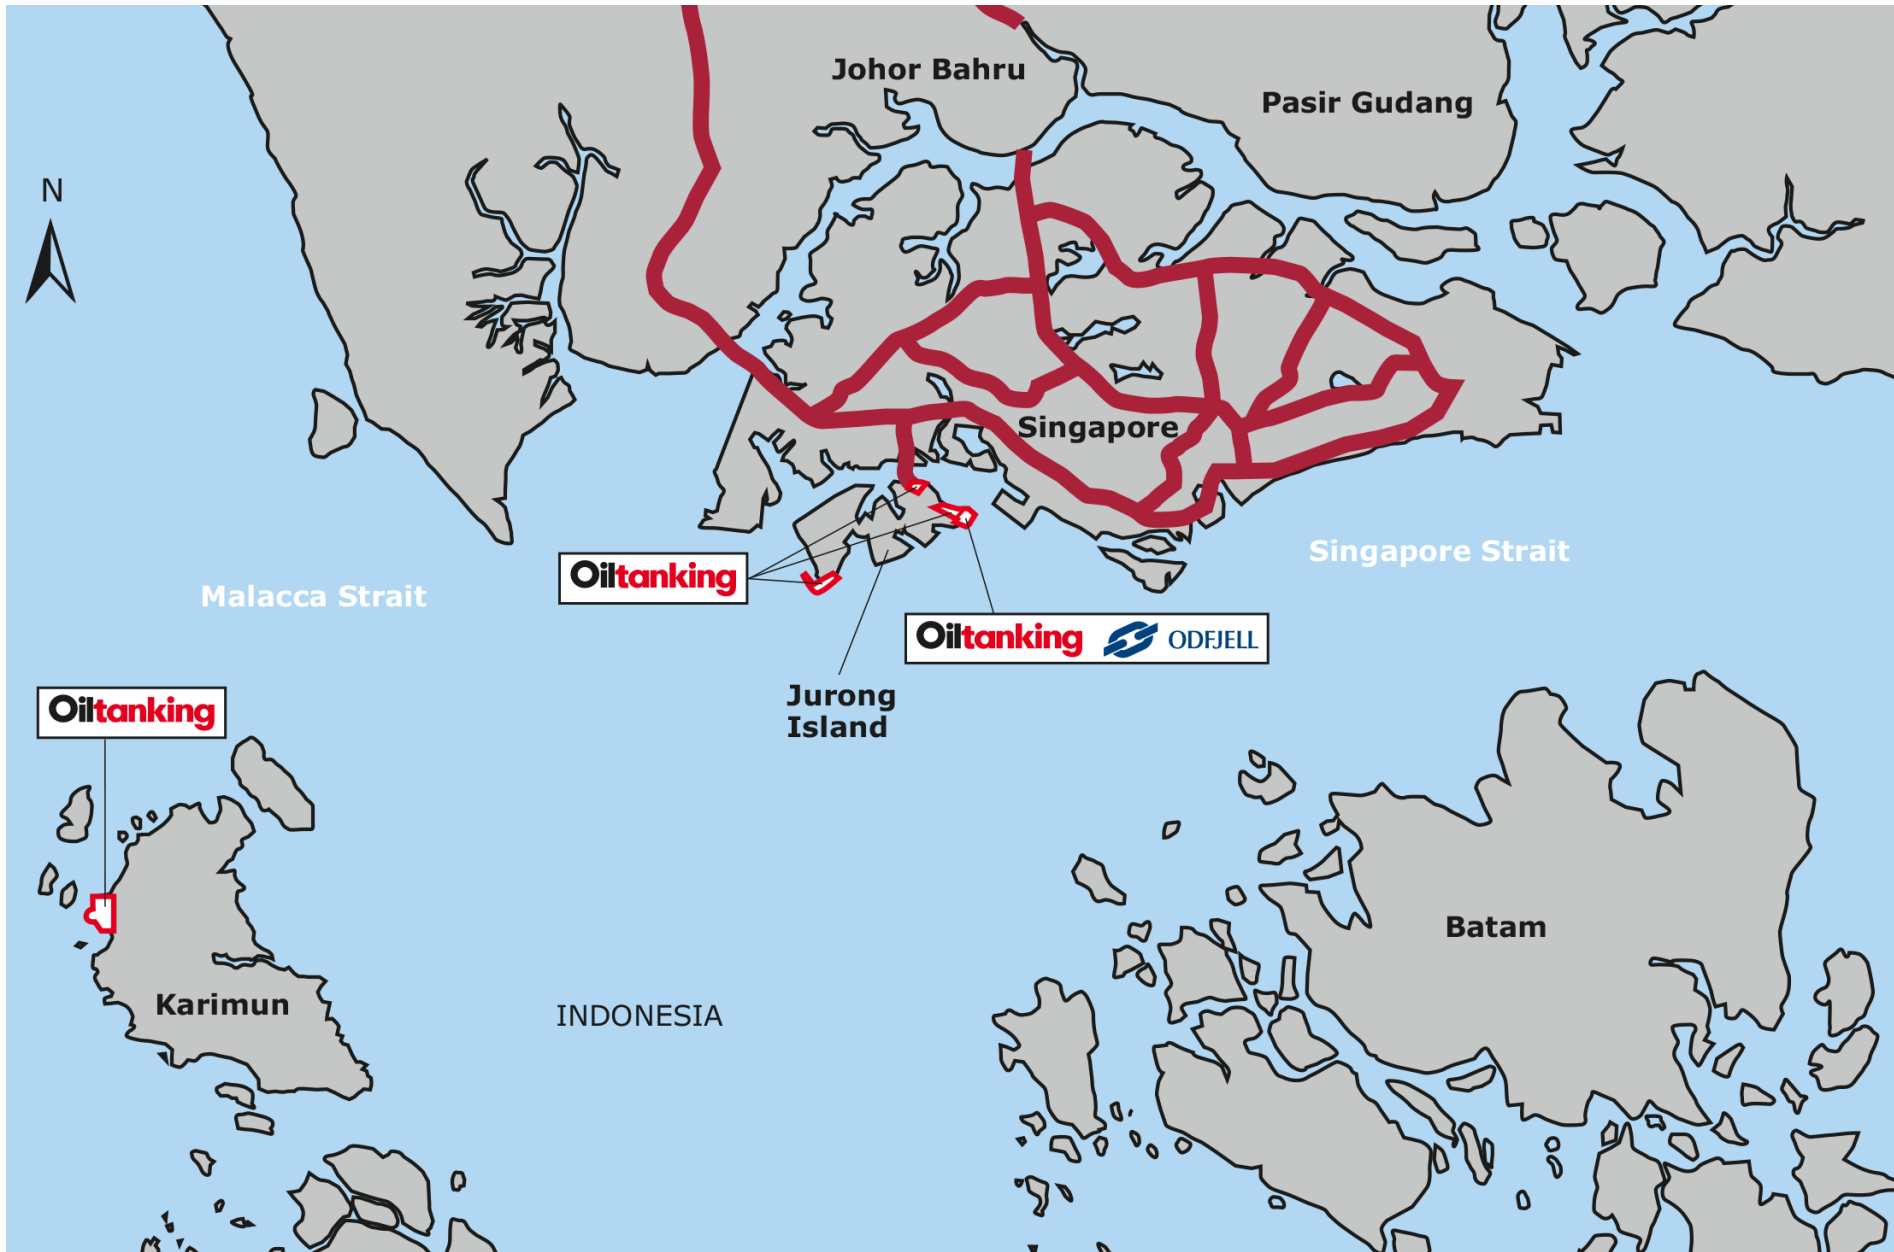 Johor Bahru
Pasir Gudang
N
Singapore
Singapore Strait
Oiltanking
Malacca Strait
Oiltanking ODFJELL
Jurong
Island
Oiltanking
Batam
Karimun
INDONESIA